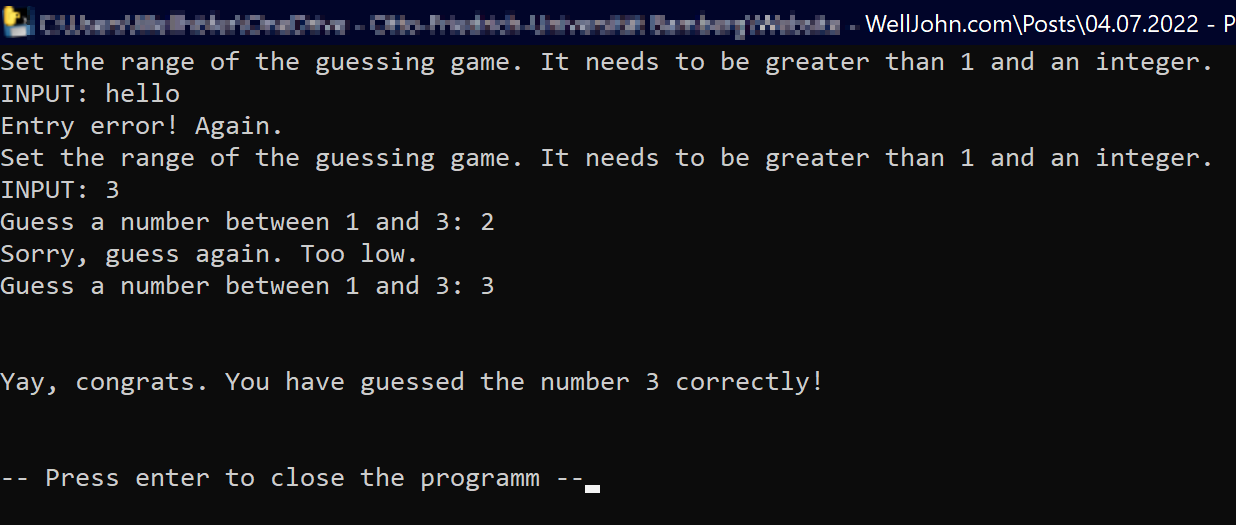 WellJohn.com\Posts\04.07.2022 - P
Set the range of the guessing game. It needs to be greater than 1 and an integer.
INPUT: hello
Entry error! Again.
Set the range of the guessing game. It needs to be greater than 1 and an integer.
INPUT: 3
Guess a number between 1 and 3: 2
Sorry, guess again. Too low.
Guess a number between 1 and 3: 3
Yay, congrats. You have guessed the number 3 correctly!
-- Press enter to close the programm --